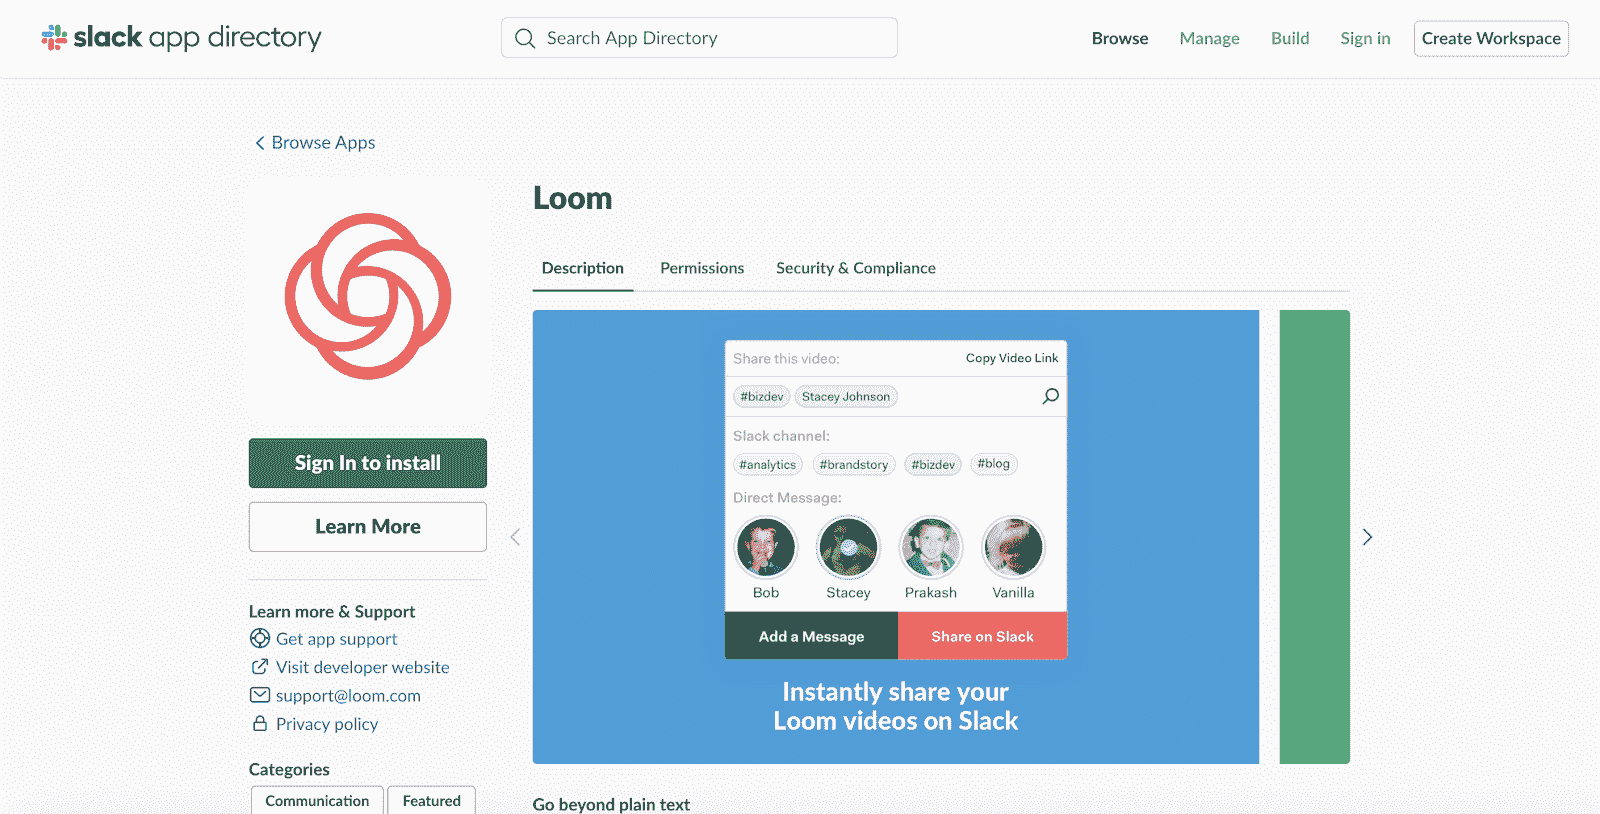 slack app directory
Search App Directory
Browse Manage Build Sign in Create Workspace
Browse Apps
Loom
Description Permissions Security & Compliance
Sign In to install
Learn More
Learn more & Support
Get app support
Visit developer website
support@loom.com
Privacy policy
Categories
Communication Featured
Share this video: Copy Video Link
#bizdev Stacey Johnson
Slack channel:
#analytics #brandstory #bizdev #blog
Direct Message:
Bob Stacey Prakash Vanilla
Add a Message Share on Slack
Instantly share your
Loom videos on Slack
Go beyond plain text